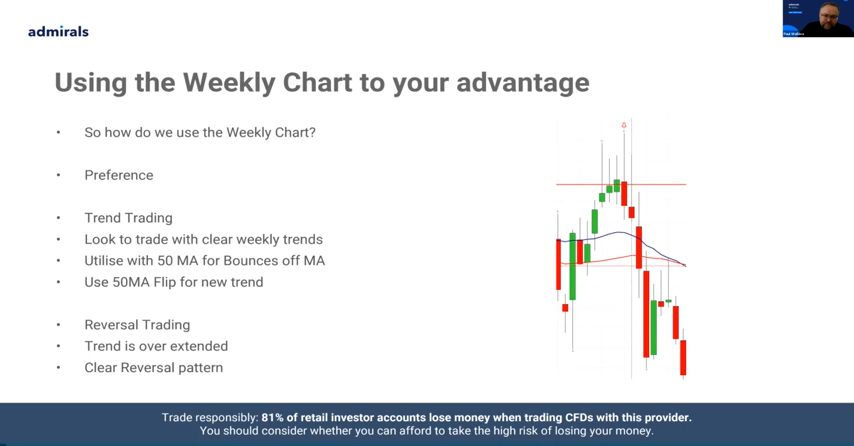 admirals
Using the Weekly Chart to your advantage
• So how do we use the Weekly Chart?
• Preference
• Trend Trading
• Look to trade with clear weekly trends
• Utilise with 50 MA for Bounces off MA
• Use 50MA Flip for new trend
• Reversal Trading
• Trend is over extended
• Clear Reversal pattern
Trade responsibly: 81% of retail investor accounts lose money when trading CFDs with this provider.
You should consider whether you can afford to take the high risk of losing your money.